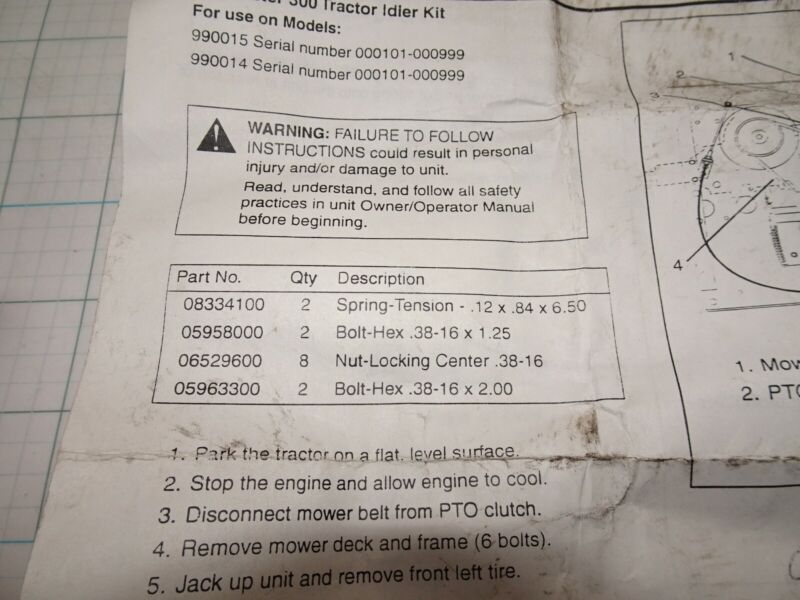 300 Tractor Idler Kit
For use on Models:
990015 Serial number 000101-000999
990014 Serial number 000101-000999
WARNING: FAILURE TO FOLLOW
INSTRUCTIONS could result in personal
injury and/or damage to unit.
Read, understand, and follow all safety
practices in unit Owner/Operator Manual
before beginning.
Part No. Qty Description
08334100 2 Spring-Tension - .12 x .84 x 6.50
05958000 2 Bolt-Hex .38-16 x 1.25
06529600 8 Nut-Locking Center .38-16
05963300 2 Bolt-Hex .38-16 x 2.00
1. Park the tractor on a flat, level surface.
2. Stop the engine and allow engine to cool.
3. Disconnect mower belt from PTO clutch.
4. Remove mower deck and frame (6 bolts).
5. Jack up unit and remove front left tire.
1
2
3
4
1. Mow
2. PTO